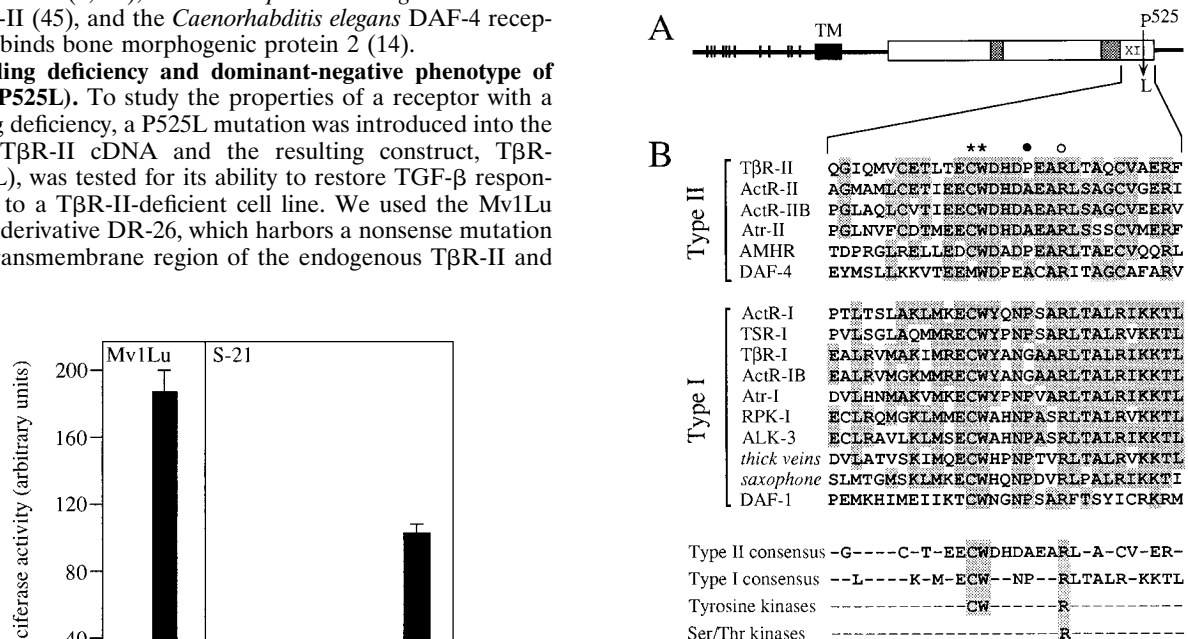 -II (45), and the Caenorhabditis elegans DAF-4 recep-
binds bone morphogenic protein 2 (14).
ling deficiency and dominant-negative phenotype of
P525L). To study the properties of a receptor with a
g deficiency, a P525L mutation was introduced into the
TβR-II cDNA and the resulting construct, TβR-
L), was tested for its ability to restore TGF-β respon-
to a TβR-II-deficient cell line. We used the Mv1Lu
derivative DR-26, which harbors a nonsense mutation
ransmembrane region of the endogenous TβR-II and
Mv1Lu S-21
200
160
120
80
40
ciferase activity (arbitrary units)
A
TM
P525
XI
L
B
Type II
TβR-II QGIQMVCETLTECWDHDPEARLTAQCVAERF
ActR-II AGMAMLCETIEECWDHDAEARLSAGCVGERI
ActR-IIB PGLAQLCVTIEECWDHDAEARLSAGCVEERV
Atr-II PGLNVFCDTMEECWDHDAEARLSSSCVMERF
AMHR TDPRGLRELLEDCWDADPEARLTAECVQQRL
DAF-4 EYMSLLKKVTEEMWDPEACARITAGCAFARV
Type I
ActR-I PTLTSLAKLMKECWYQNPSARLTALRIKKTL
TSR-I PVLSGLAQMMRECWYPNPSARLTALRVKKTL
TβR-I EALRVMAKIMRECWYANGAARLTALRIKKTL
ActR-IB EALRVMGKMMRECWYANGAARLTALRIKKTL
Atr-I DVLHNMAKVMKECWYPNPVARLTALRIKKTL
RPK-I ECLRQMGKLMMECWAHNPASRLTALRVKKTL
ALK-3 ECLRAVLKLMSECWAHNPASRLTALRIKKTL
thick veins DVLATVSKIMQECWHPNPTVRLTALRVKKTL
saxophone SLMTGMSKLMKECWHQNPDVRLPALRIKKTI
DAF-1 PEMKHIMEIIKTCWNGNPSARFTSYICRKRM
Type II consensus -G----C-T-EECWDHDAEARL-A-CV-ER-
Type I consensus --L----K-M-ECW--NP--RLTALR-KKTL
Tyrosine kinases ------------CW------R----------
Ser/Thr kinases --------------------R----------